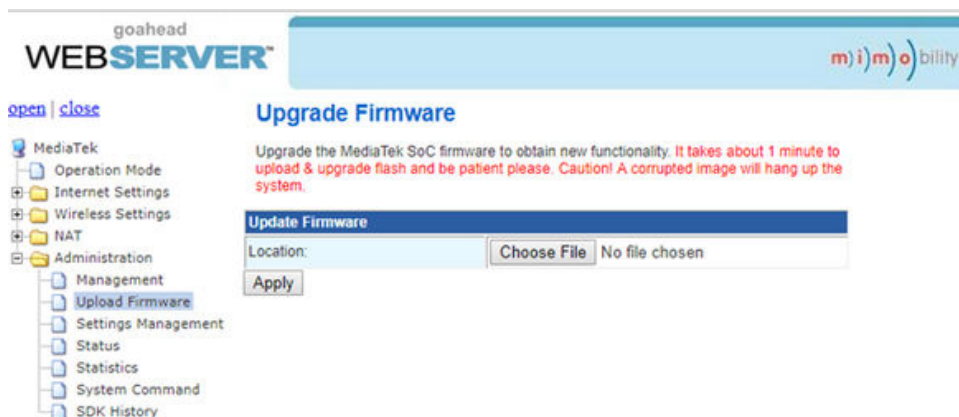 goahead
WEBSERVER™
m)i)m)o)bility
open | close
MediaTek
Operation Mode
Internet Settings
Wireless Settings
NAT
Administration
Management
Upload Firmware
Settings Management
Status
Statistics
System Command
SDK History
Upgrade Firmware
Upgrade the MediaTek SoC firmware to obtain new functionality. It takes about 1 minute to
upload & upgrade flash and be patient please. Caution! A corrupted image will hang up the
system.
Update Firmware
Location: Choose File No file chosen
Apply